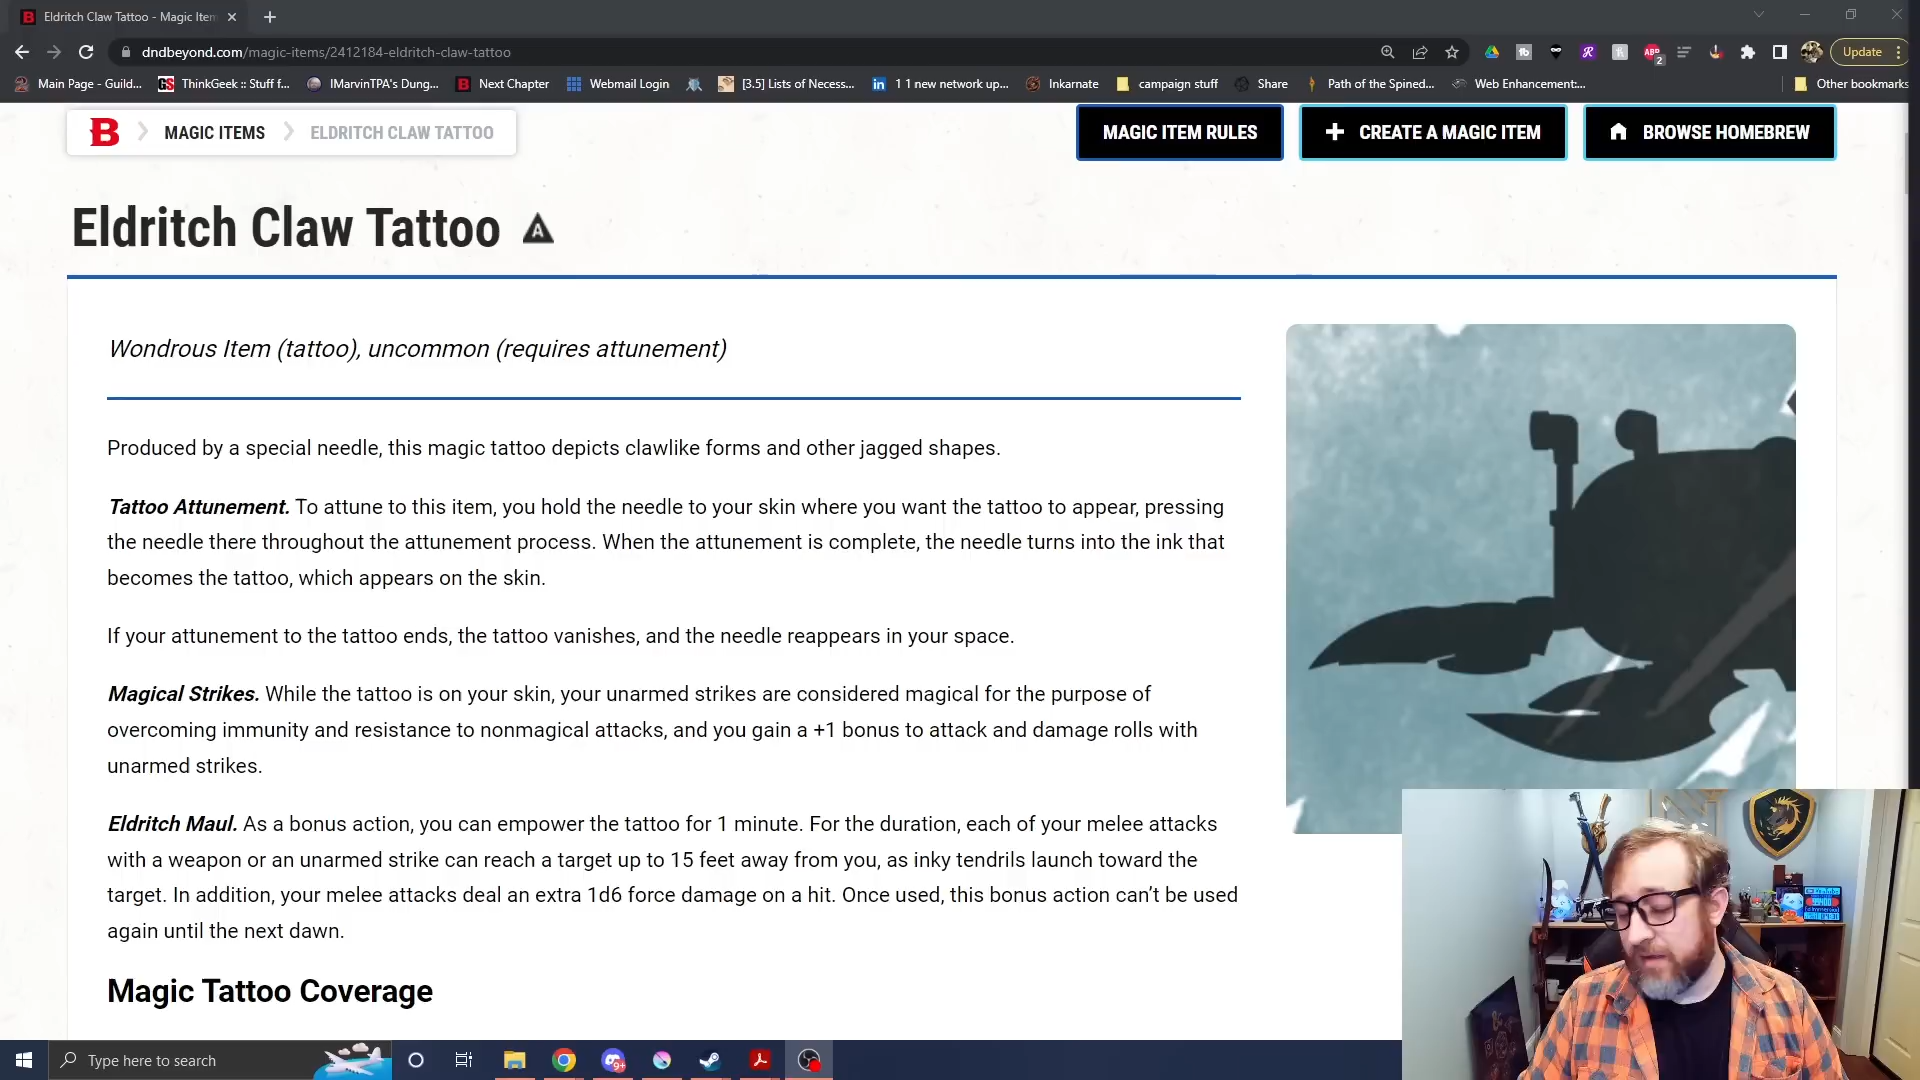 Eldritch Claw Tattoo - Magic Item
dndbeyond.com/magic-items/2412184-eldritch-claw-tattoo
ABP
2
Update
Main Page - Guild...
ThinkGeek :: Stuff f...
IMarvinTPA's Dung...
Next Chapter
Webmail Login
[3.5] Lists of Necess...
1 1 new network up...
Inkarnate
campaign stuff
Share
Path of the Spined...
Web Enhancement:...
Other bookmarks
MAGIC ITEMS
ELDRITCH CLAW TATTOO
MAGIC ITEM RULES
CREATE A MAGIC ITEM
BROWSE HOMEBREW
Eldritch Claw Tattoo
A
Wondrous Item (tattoo), uncommon (requires attunement)
Produced by a special needle, this magic tattoo depicts clawlike forms and other jagged shapes.
Tattoo Attunement. To attune to this item, you hold the needle to your skin where you want the tattoo to appear, pressing
the needle there throughout the attunement process. When the attunement is complete, the needle turns into the ink that
becomes the tattoo, which appears on the skin.
If your attunement to the tattoo ends, the tattoo vanishes, and the needle reappears in your space.
Magical Strikes. While the tattoo is on your skin, your unarmed strikes are considered magical for the purpose of
overcoming immunity and resistance to nonmagical attacks, and you gain a +1 bonus to attack and damage rolls with
unarmed strikes.
Eldritch Maul. As a bonus action, you can empower the tattoo for 1 minute. For the duration, each of your melee attacks
with a weapon or an unarmed strike can reach a target up to 15 feet away from you, as inky tendrils launch toward the
target. In addition, your melee attacks deal an extra 1d6 force damage on a hit. Once used, this bonus action can’t be used
again until the next dawn.
Magic Tattoo Coverage
Type here to search
9+